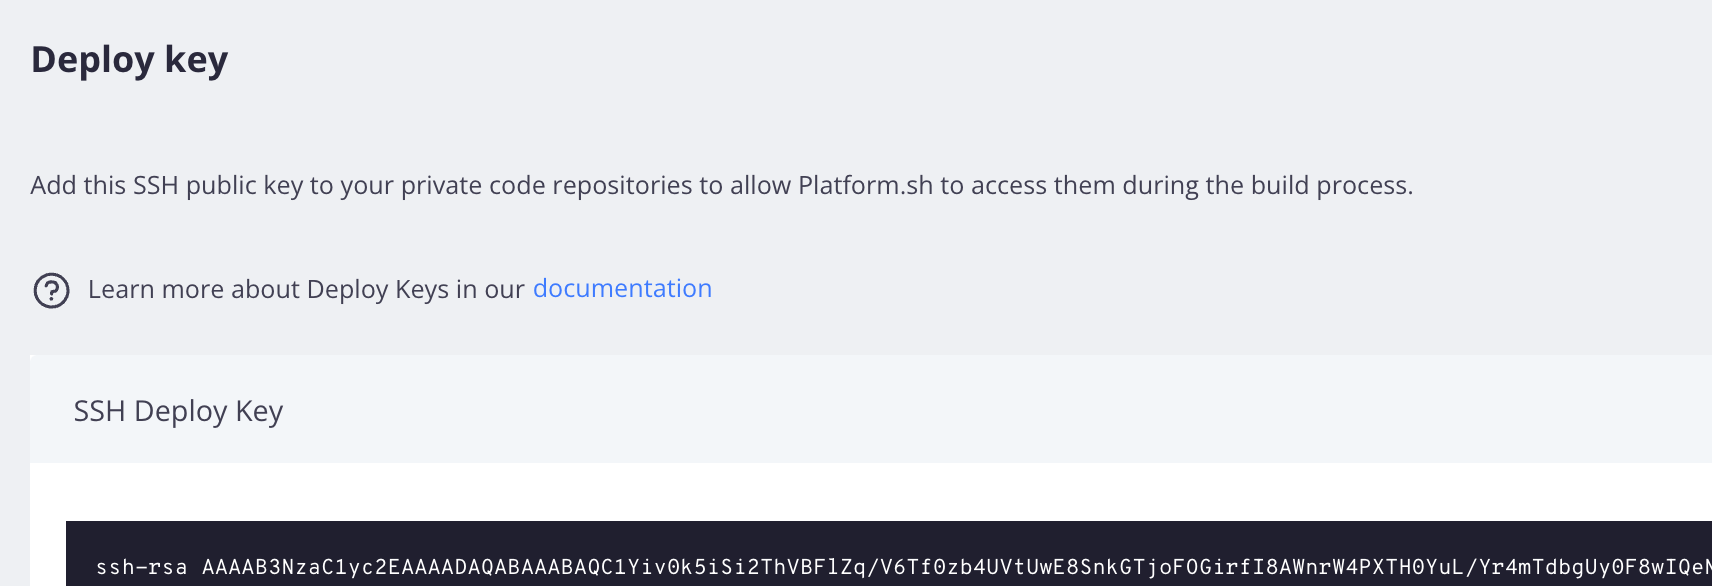 Deploy key
Add this SSH public key to your private code repositories to allow Platform.sh to access them during the build process.
Learn more about Deploy Keys in our documentation
SSH Deploy Key
ssh-rsa AAAAB3NzaC1yc2EAAAADAQABAAABAQC1Yiv0k5iSi2ThVBFlZq/V6Tf0zb4UVtUwE8SnkGTjoFOGirfI8AWnrW4PXTH0YuL/Yr4mTdbgUy0F8wIQeN